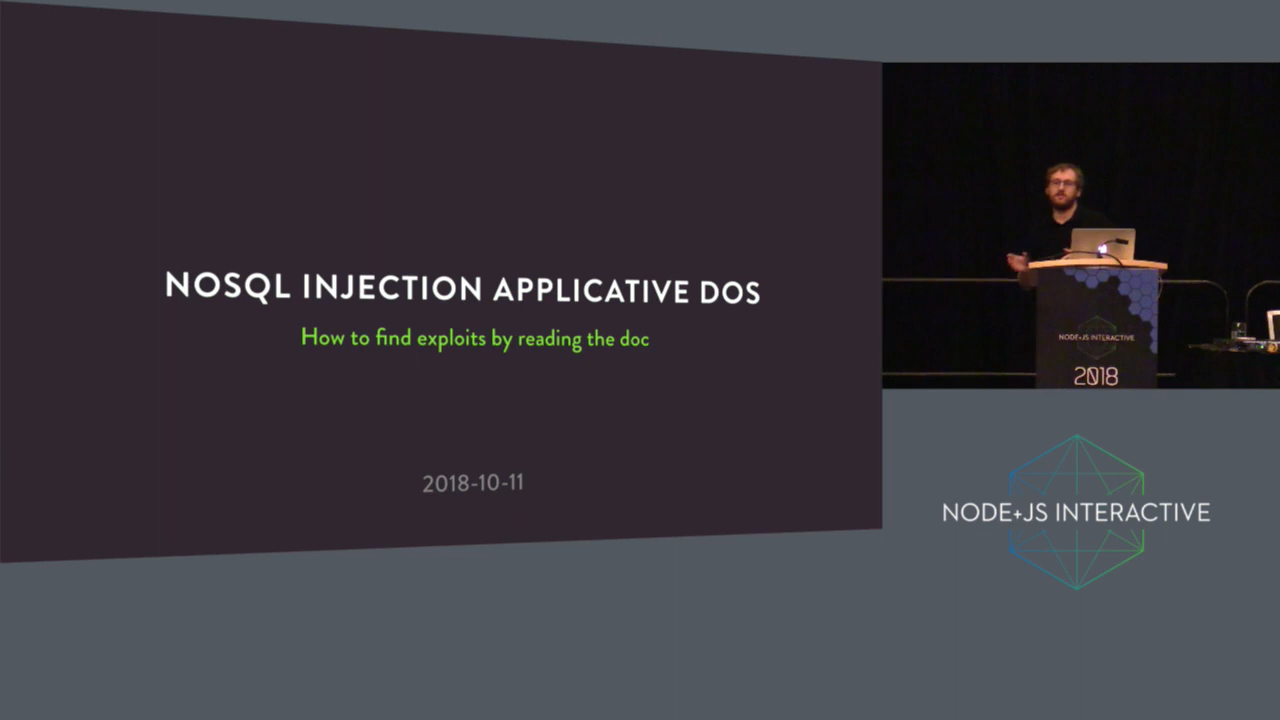 NOSQL INJECTION APPLICATIVE DOS
How to find exploits by reading the doc
2018-10-11
NODE+JS INTERACTIVE
2018
NODE+JS INTERACTIVE